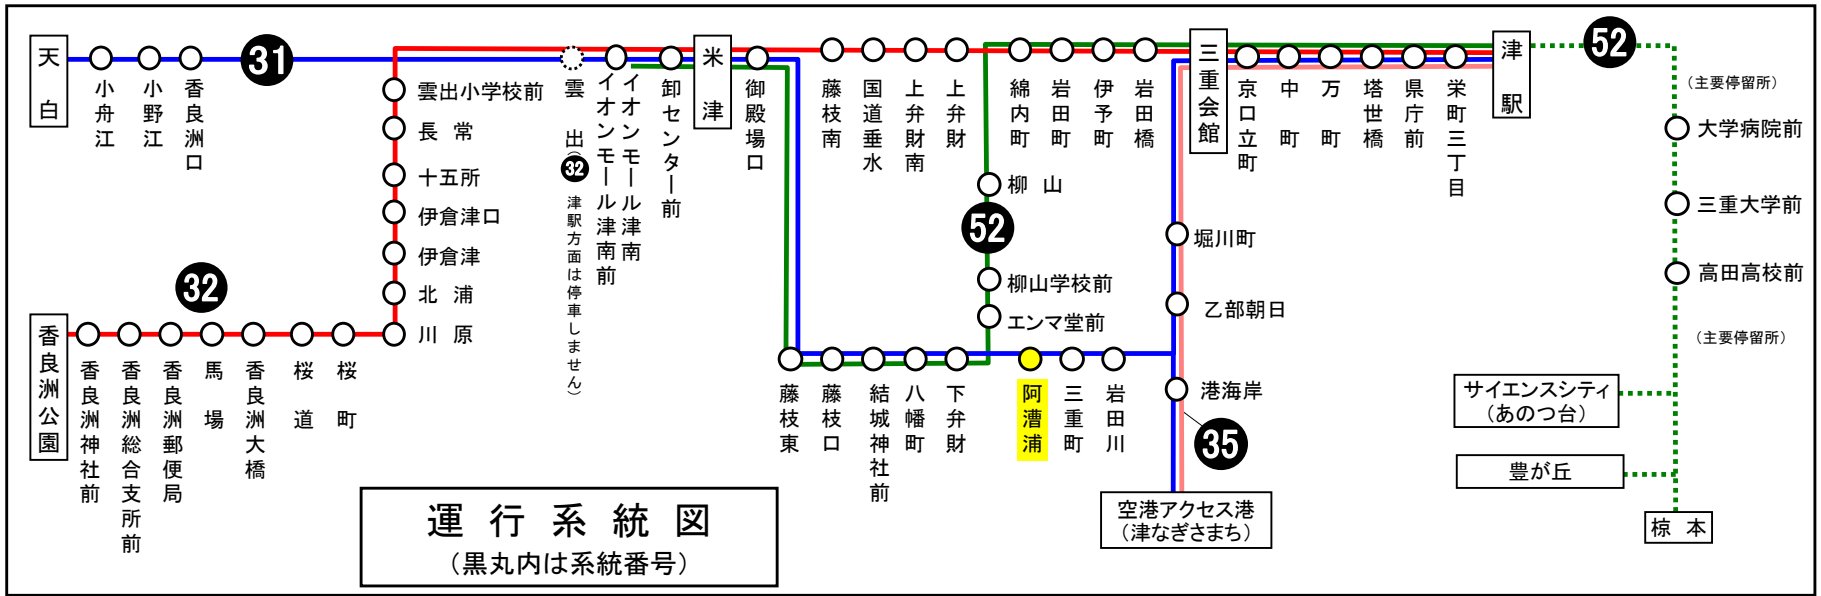 天白
小舟江
小野江
香良洲口
31
雲出(32 津駅方面は停車しません)
イオンモール津南前
イオンモール津南
卸センター前
米津
御殿場口
藤枝南
国道垂水
上弁財南
上弁財
綿内町
岩田町
伊予町
岩田橋
三重会館
京口立町
中町
万町
塔世橋
県庁前
栄町三丁目
津駅
52
(主要停留所)
大学病院前
三重大学前
高田高校前
(主要停留所)
サイエンスシティ
(あのつ台)
豊が丘
椋本
雲出小学校前
長常
十五所
伊倉津口
伊倉津
北浦
川原
32
香良洲公園
香良洲神社前
香良洲総合支所前
香良洲郵便局
馬場
香良洲大橋
桜道
桜町
柳山
52
柳山学校前
エンマ堂前
藤枝東
藤枝口
結城神社前
八幡町
下弁財
阿漕浦
三重町
岩田川
堀川町
乙部朝日
港海岸
35
空港アクセス港
(津なぎさまち)
運行系統図
(黒丸内は系統番号)